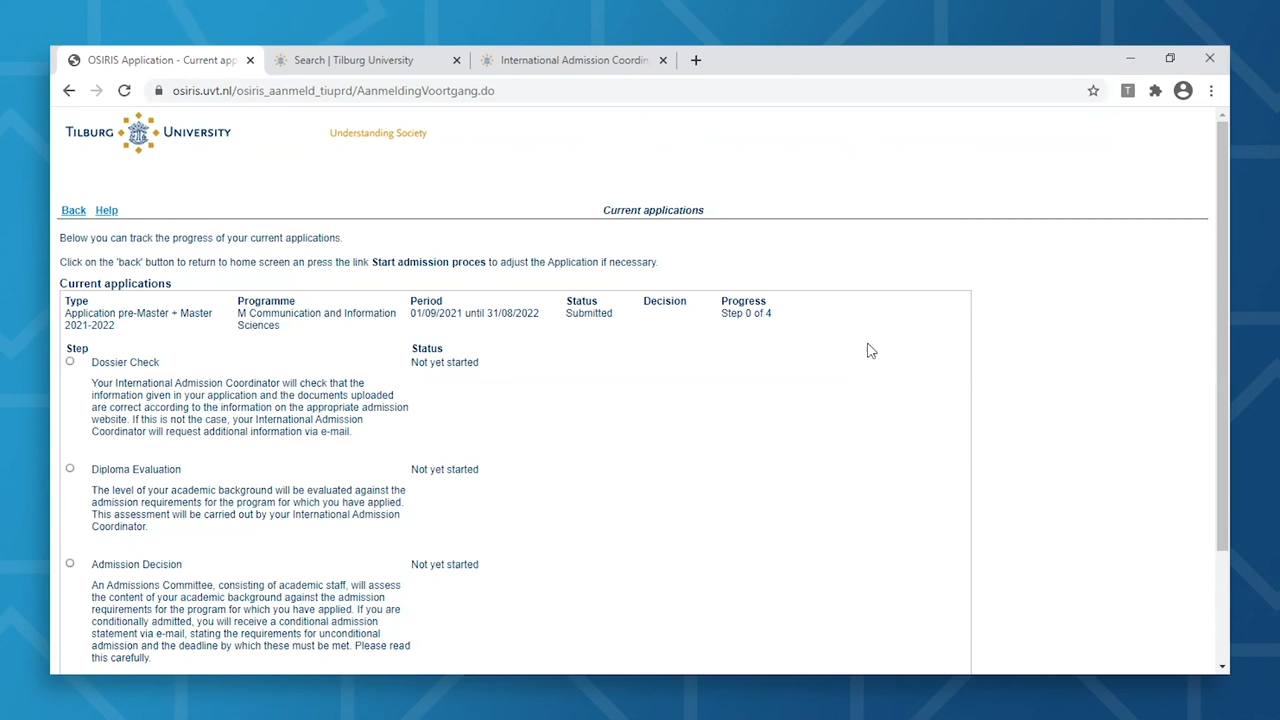 OSIRIS Application - Current app
Search | Tilburg University
International Admission Coordin
osiris.uvt.nl/osiris_aanmeld_tiuprd/AanmeldingVoortgang.do
T
TILBURG UNIVERSITY
Understanding Society
Back Help Current applications
Below you can track the progress of your current applications.
Click on the 'back' button to return to home screen an press the link Start admission proces to adjust the Application if necessary.
Current applications
Type Programme Period Status Decision Progress
Application pre-Master + Master M Communication and Information 01/09/2021 until 31/08/2022 Submitted Step 0 of 4
2021-2022 Sciences
Step Status
Dossier Check Not yet started
Your International Admission Coordinator will check that the
information given in your application and the documents uploaded
are correct according to the information on the appropriate admission
website. If this is not the case, your International Admission
Coordinator will request additional information via e-mail.
Diploma Evaluation Not yet started
The level of your academic background will be evaluated against the
admission requirements for the program for which you have applied.
This assessment will be carried out by your International Admission
Coordinator.
Admission Decision Not yet started
An Admissions Committee, consisting of academic staff, will assess
the content of your academic background against the admission
requirements for the program for which you have applied. If you are
conditionally admitted, you will receive a conditional admission
statement via e-mail, stating the requirements for unconditional
admission and the deadline by which these must be met. Please read
this carefully.